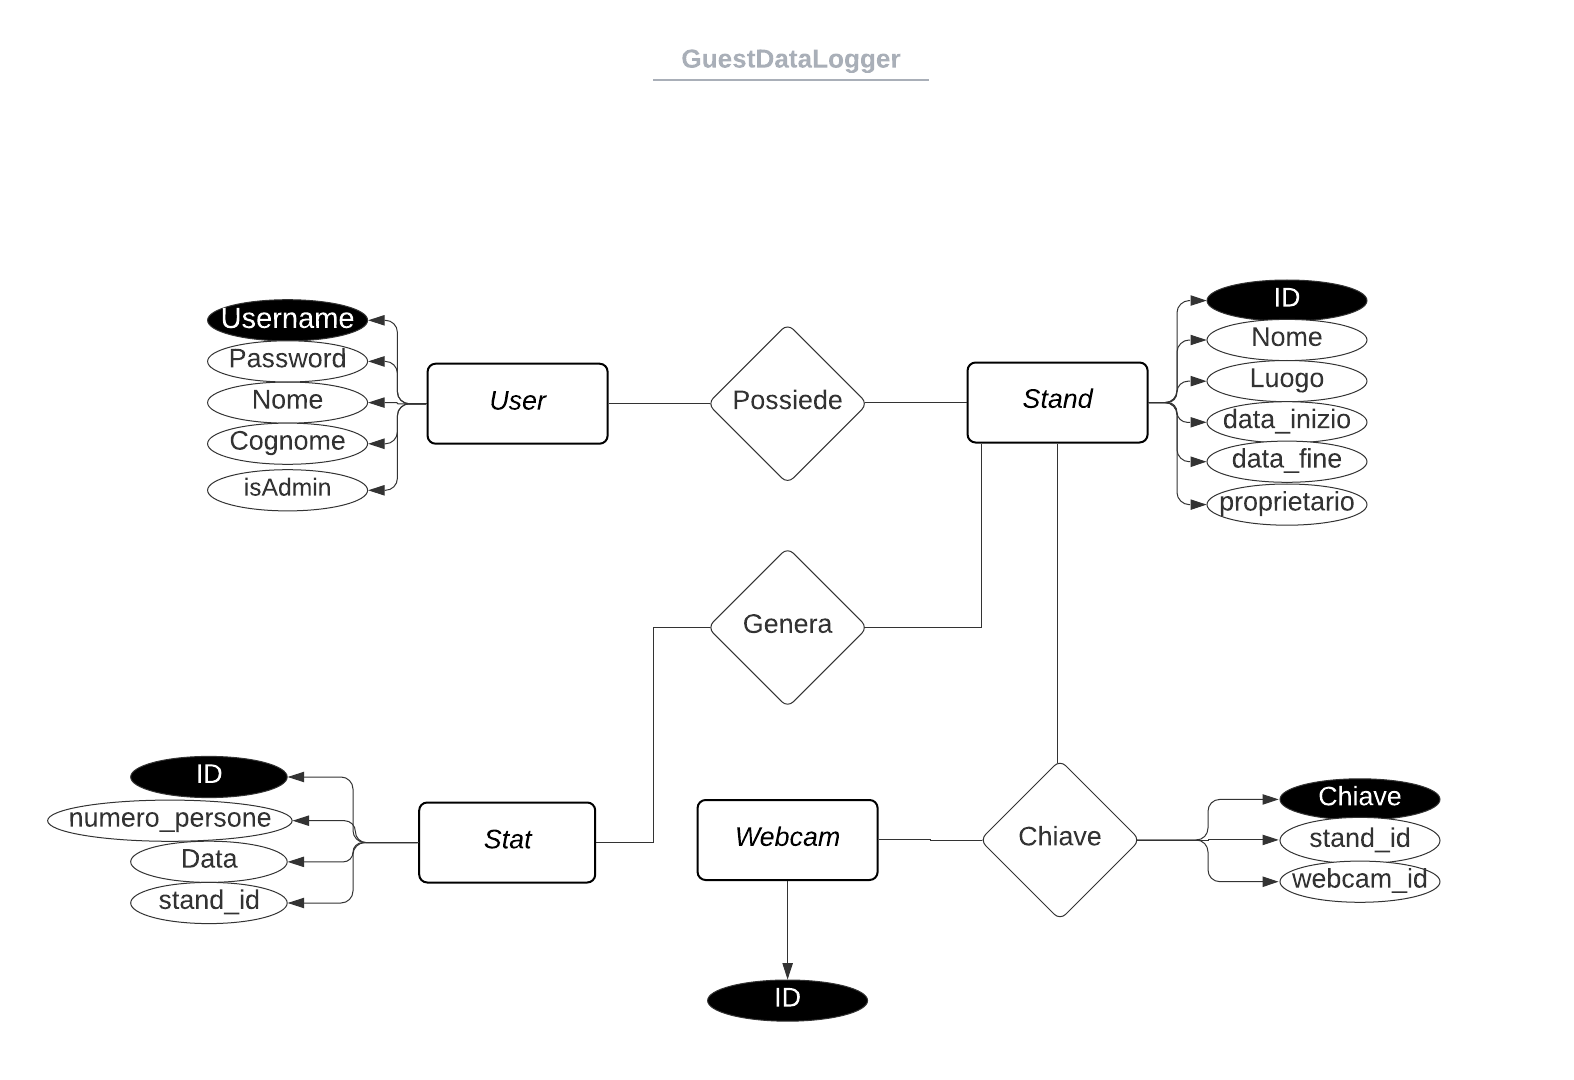 GuestDataLogger
Username
Password
Nome
Cognome
isAdmin
User
Possiede
Stand
ID
Nome
Luogo
data_inizio
data_fine
proprietario
Genera
ID
numero_persone
Data
stand_id
Stat
Webcam
ID
Chiave
Chiave
stand_id
webcam_id